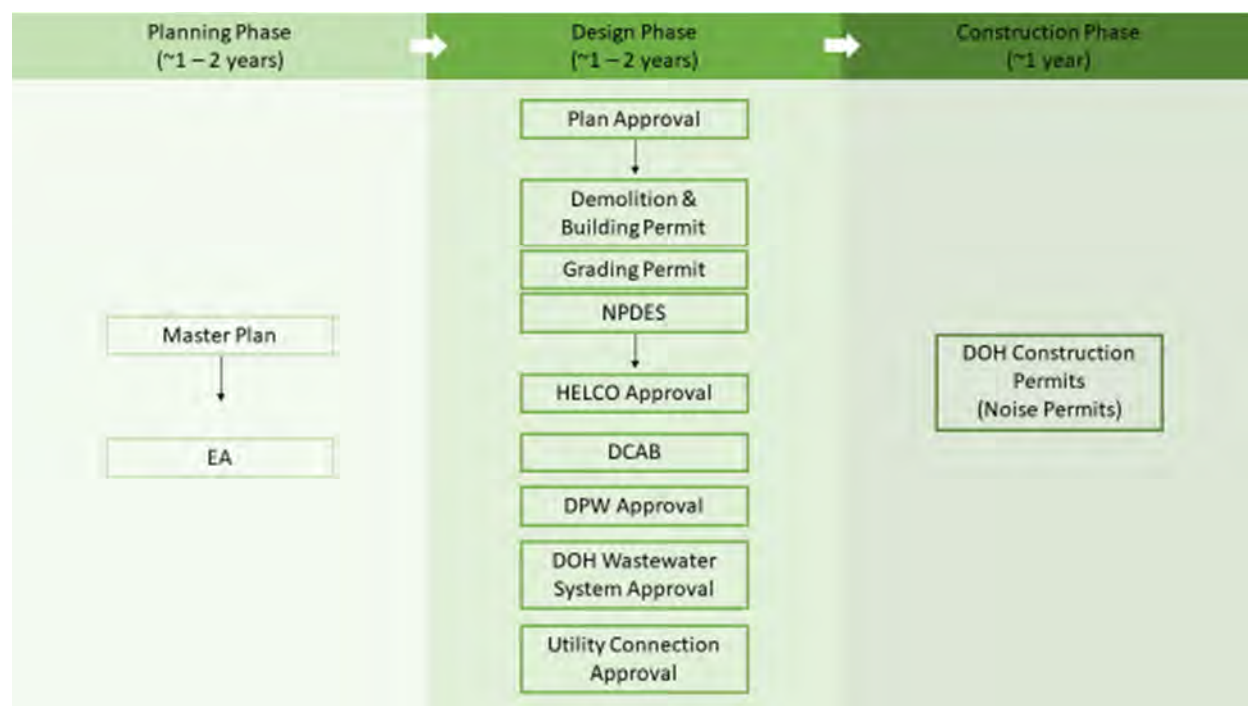 Planning Phase
(~1 – 2 years)
Design Phase
(~1 – 2 years)
Construction Phase
(~1 year)
Master Plan
EA
Plan Approval
Demolition &
Building Permit
Grading Permit
NPDES
HELCO Approval
DCAB
DPW Approval
DOH Wastewater
System Approval
Utility Connection
Approval
DOH Construction
Permits
(Noise Permits)